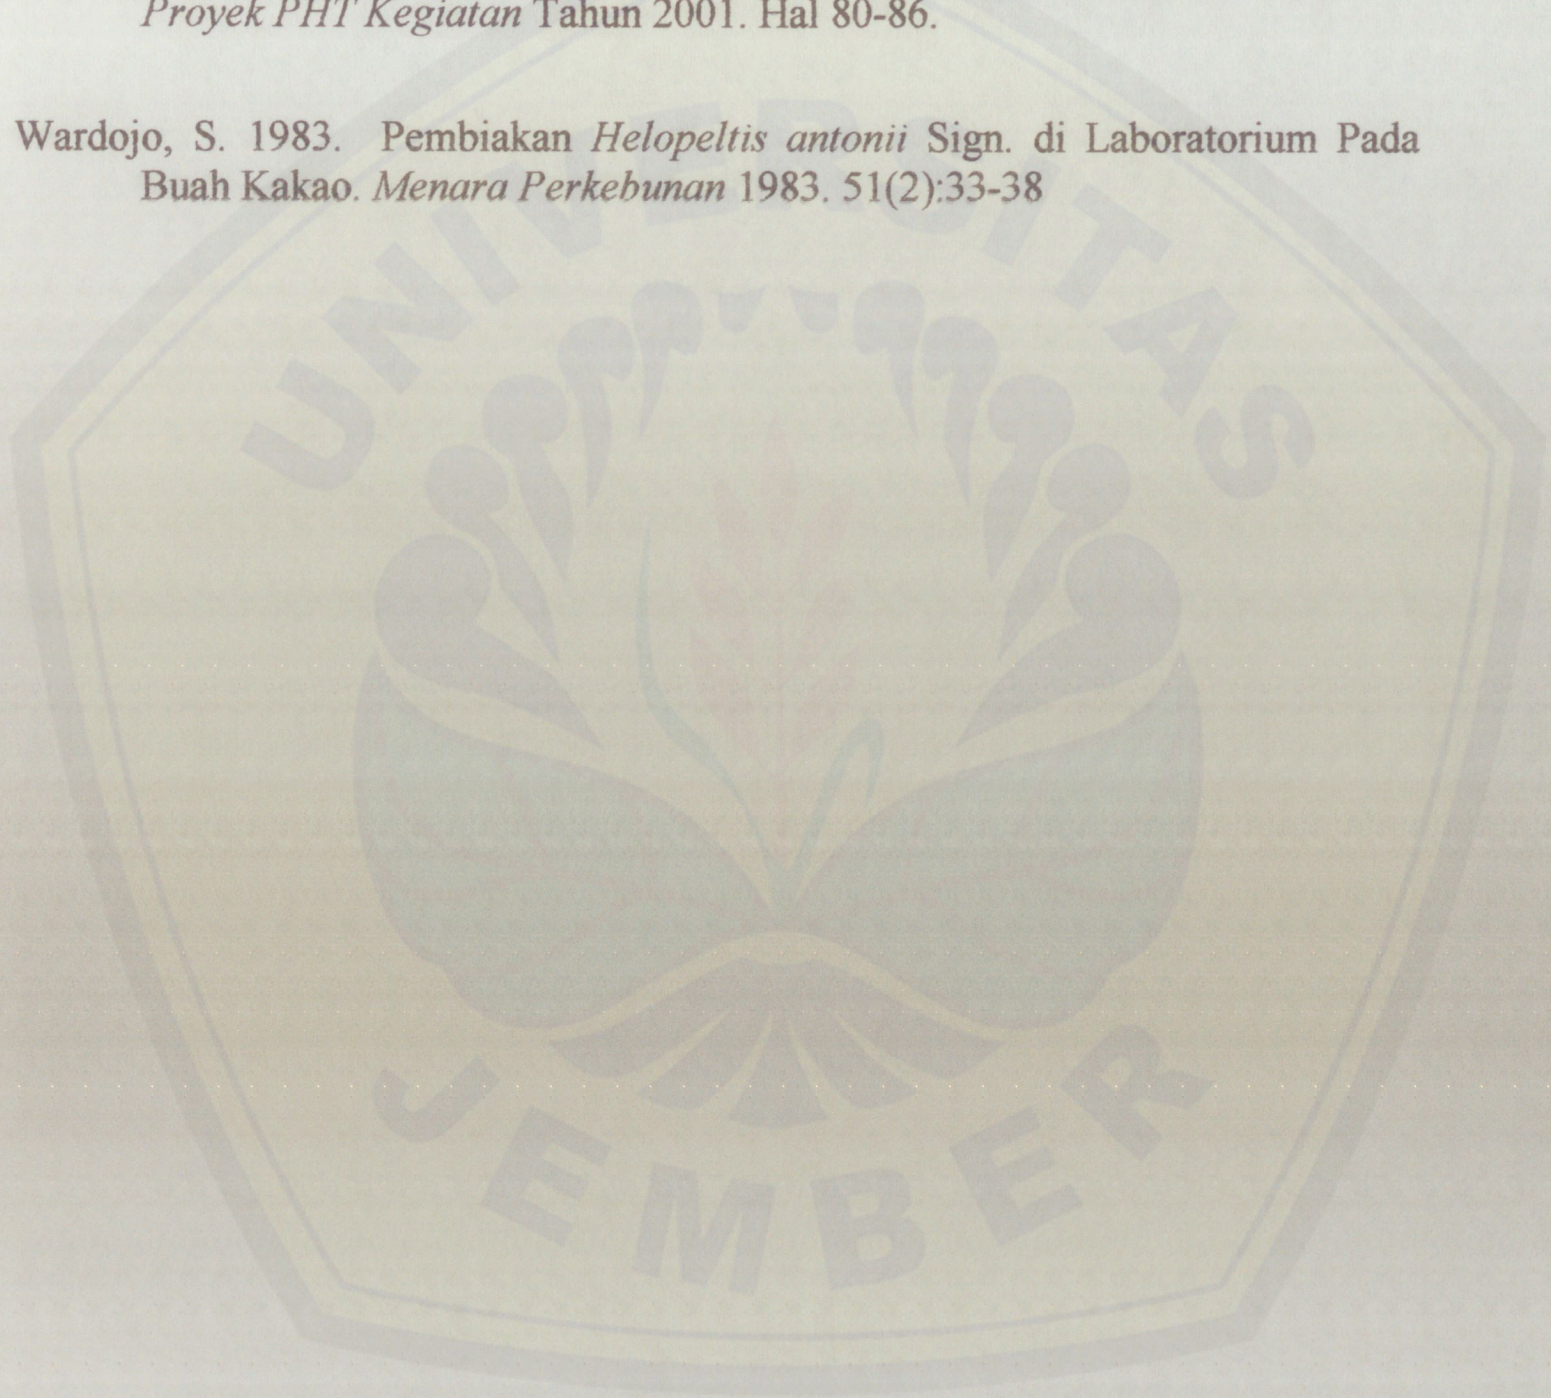 Proyek PHT Kegiatan Tahun 2001. Hal 80-86.
Wardojo, S. 1983. Pembiakan Helopeltis antonii Sign. di Laboratorium Pada
Buah Kakao. Menara Perkebunan 1983. 51(2):33-38
UNIVERSITAS
JEMBER